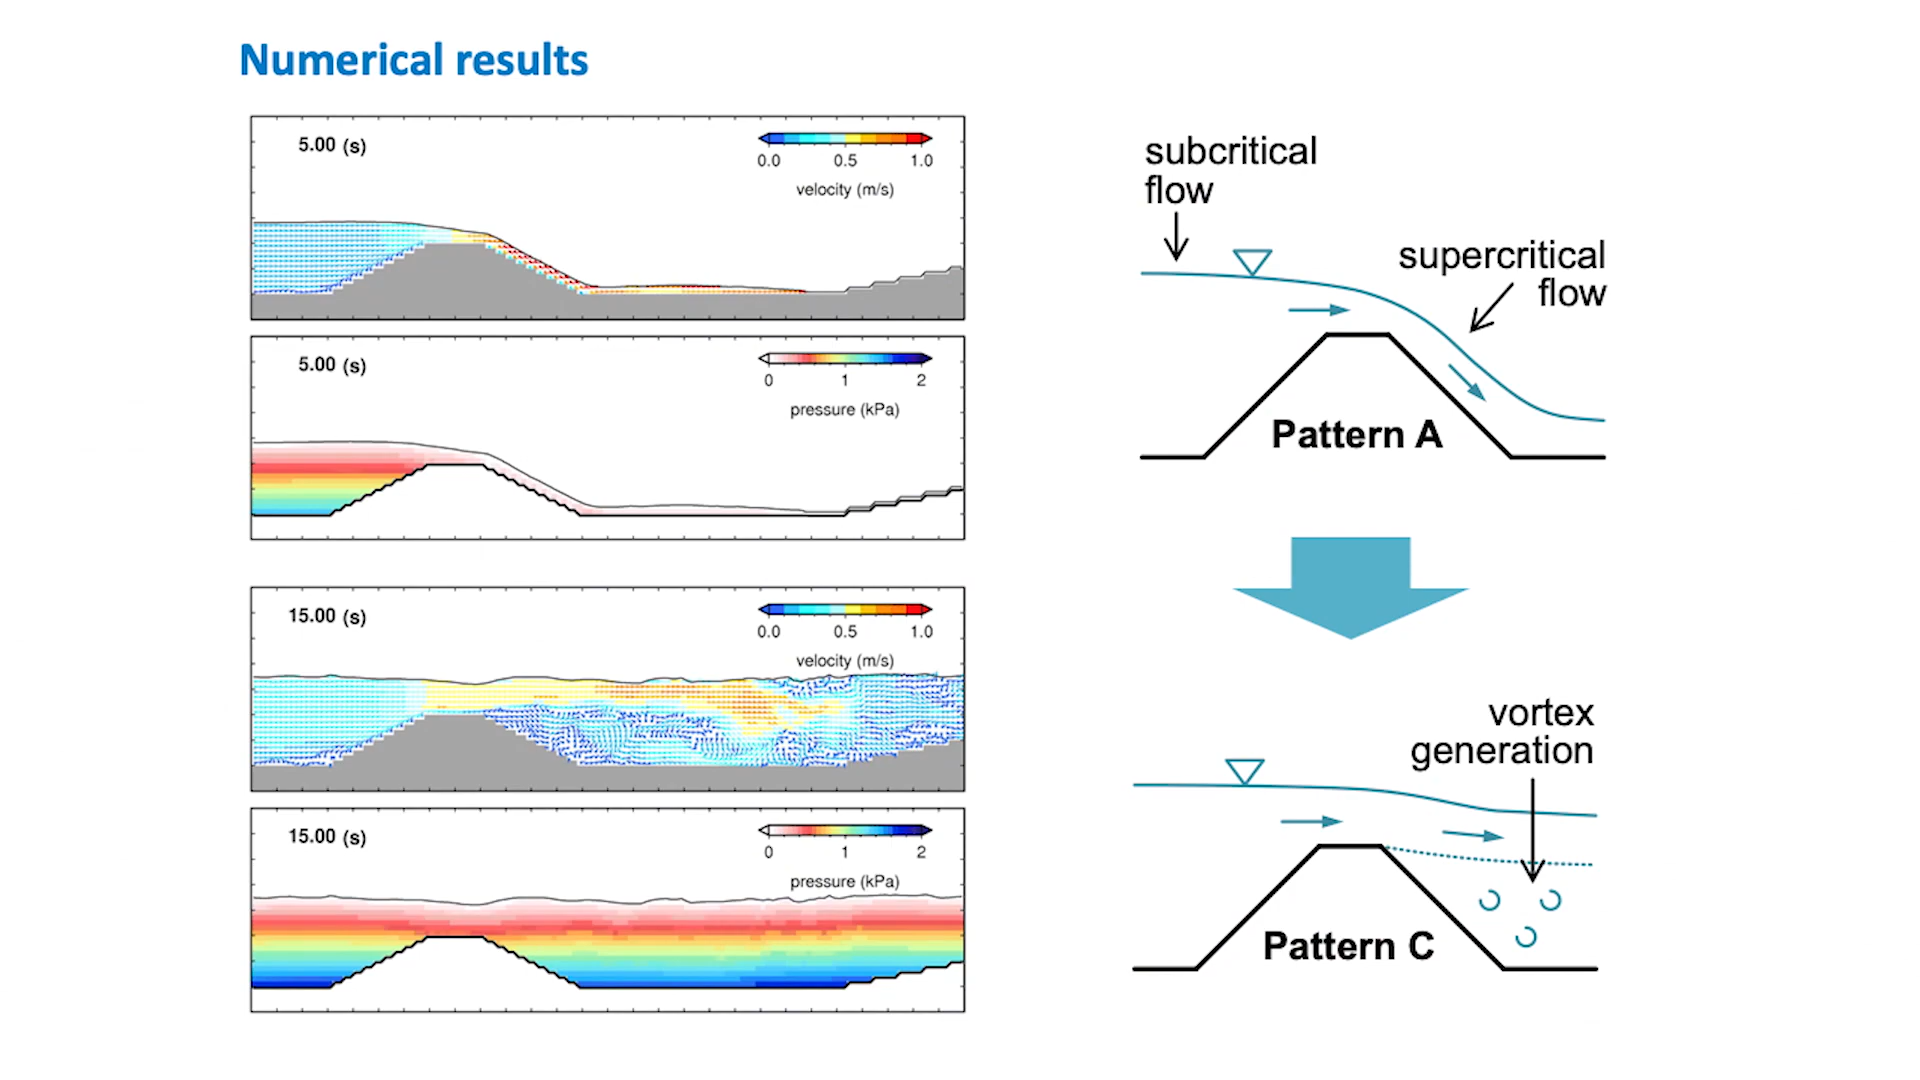 Numerical results
5.00 (s)
0.0 0.5 1.0
velocity (m/s)
5.00 (s)
0 1 2
pressure (kPa)
15.00 (s)
0.0 0.5 1.0
velocity (m/s)
15.00 (s)
0 1 2
pressure (kPa)
subcritical
flow
supercritical
flow
Pattern A
vortex
generation
Pattern C